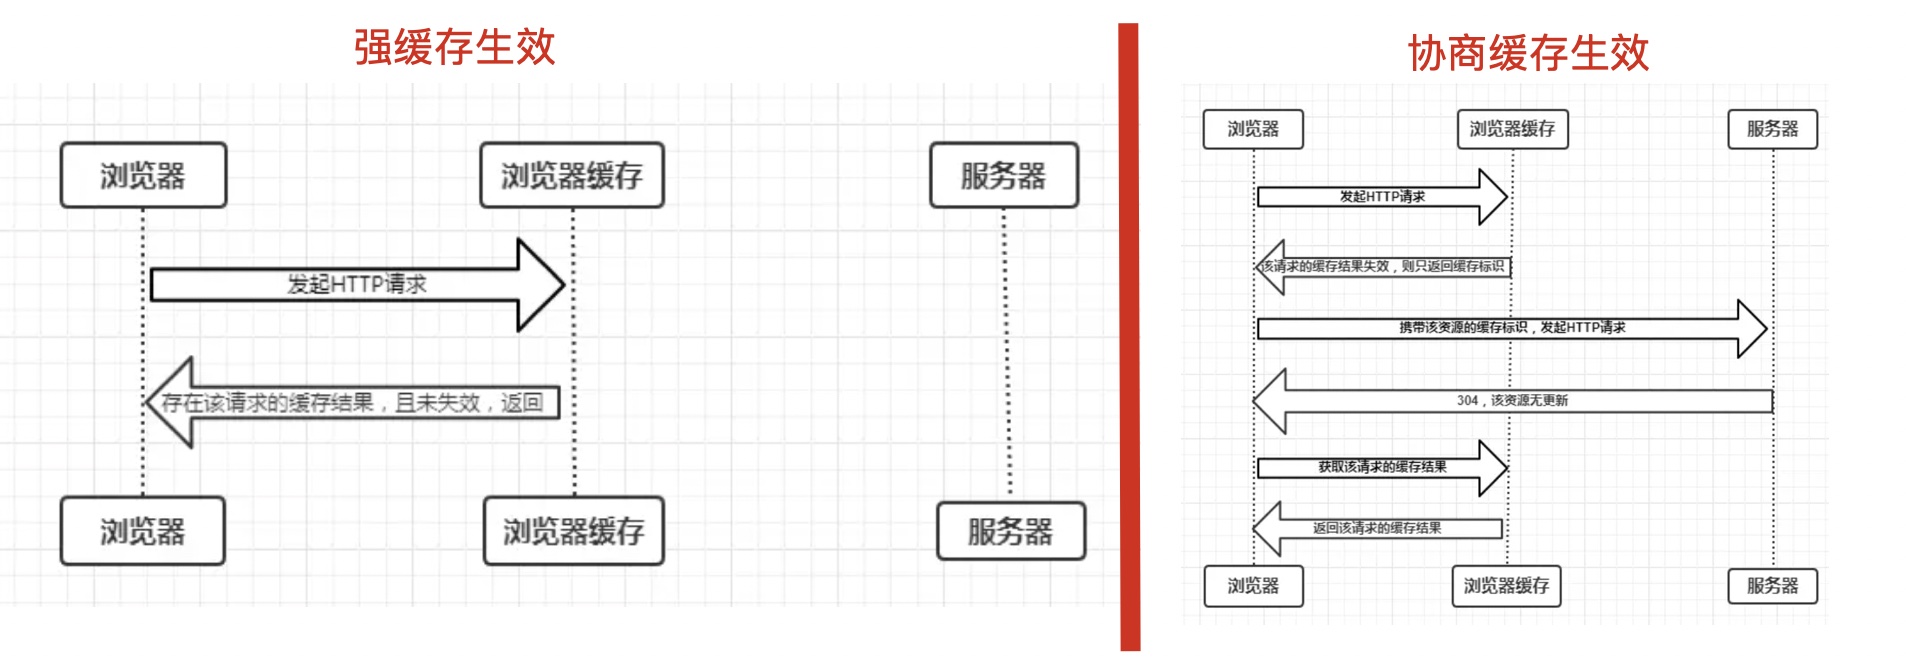 强缓存生效
浏览器
浏览器缓存
服务器
发起HTTP请求
存在该请求的缓存结果，且未失效，返回
浏览器
浏览器缓存
服务器
协商缓存生效
浏览器
浏览器缓存
服务器
发起HTTP请求
该请求的缓存结果失效，则只返回缓存标识
携带该资源的缓存标识，发起HTTP请求
304，该资源无更新
获取该请求的缓存结果
返回该请求的缓存结果
浏览器
浏览器缓存
服务器